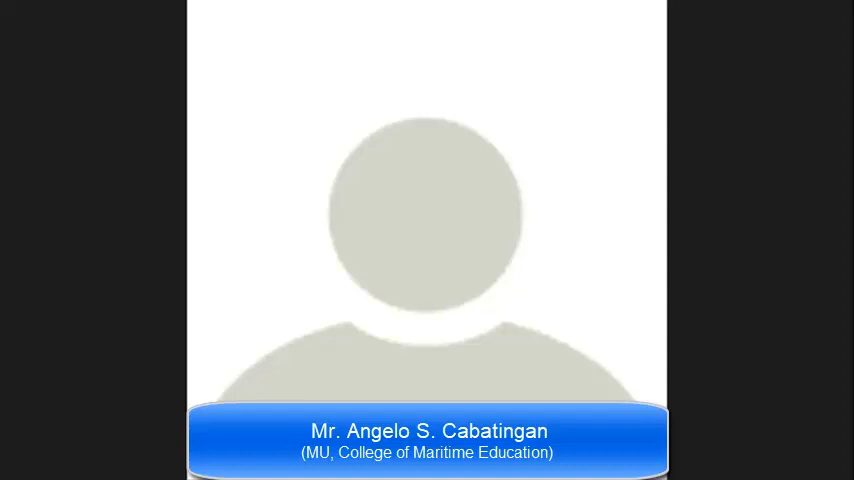 Mr. Angelo S. Cabatingan
(MU, College of Maritime Education)